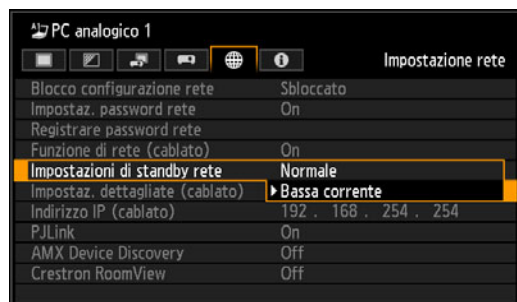 PC analogico 1
Impostazione rete
Blocco configurazione rete Sbloccato
Impostaz. password rete On
Registrare password rete
Funzione di rete (cablato) On
Impostazioni di standby rete Normale
Impostaz. dettagliate (cablato) Bassa corrente
Indirizzo IP (cablato) 192 . 168 . 254 . 254
PJLink On
AMX Device Discovery Off
Crestron RoomView Off